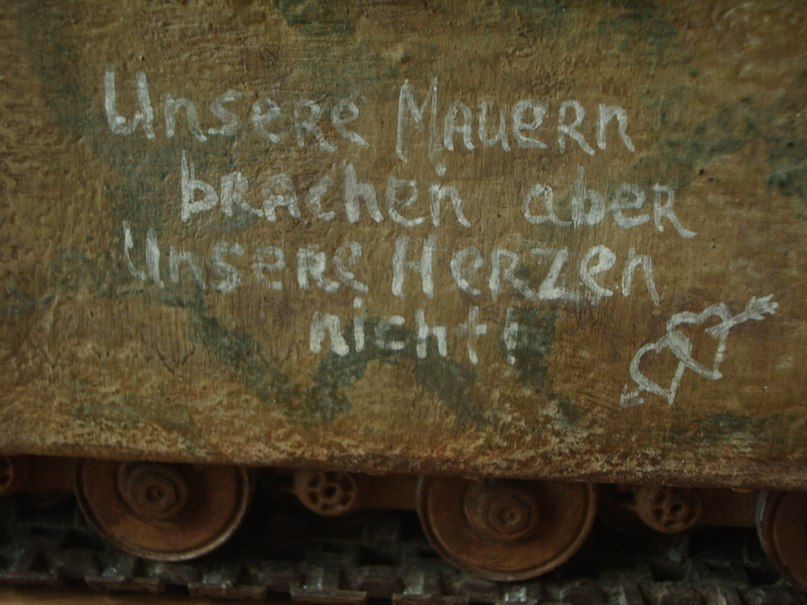 Unsere Mauern
brachen aber
Unsere Herzen
nicht!